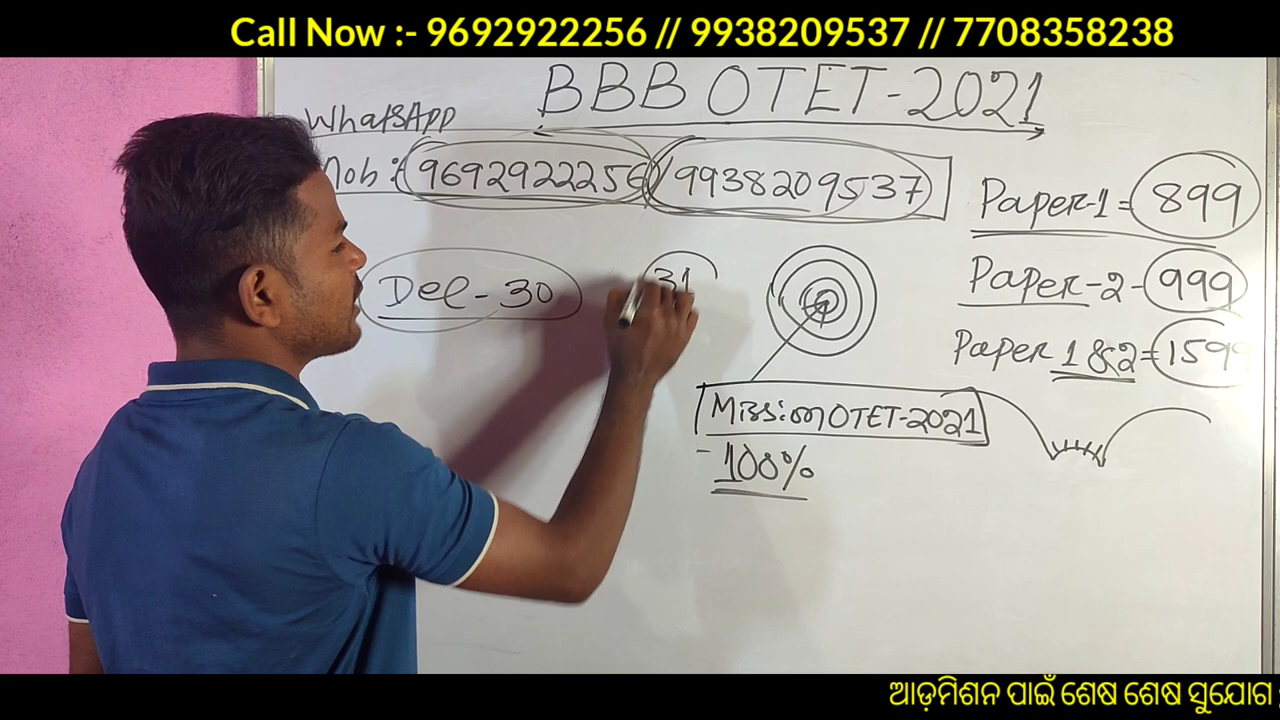 Call Now :- 9692922256 // 9938209537 // 7708358238
BBB OTET-2021
WhatsApp
Mob: 9692922256/9938209537
Paper-1 = 899
Dec-30 31
Paper-2-999
Paper 1 &2=1599
Mission OTET-2021
-100%
ଆଡ଼ମିଶନ ପାଇଁ ଶେଷ ଶେଷ ସୁଯୋଗ